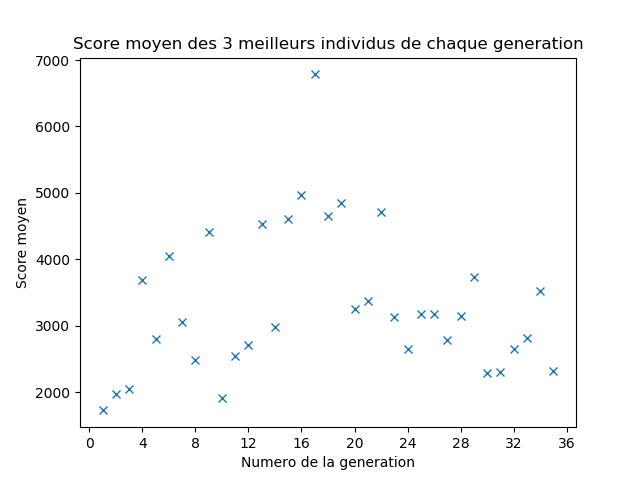 Score moyen des 3 meilleurs individus de chaque generation
7000
6000
5000
4000
3000
2000
Score moyen
0 4 8 12 16 20 24 28 32 36
Numero de la generation